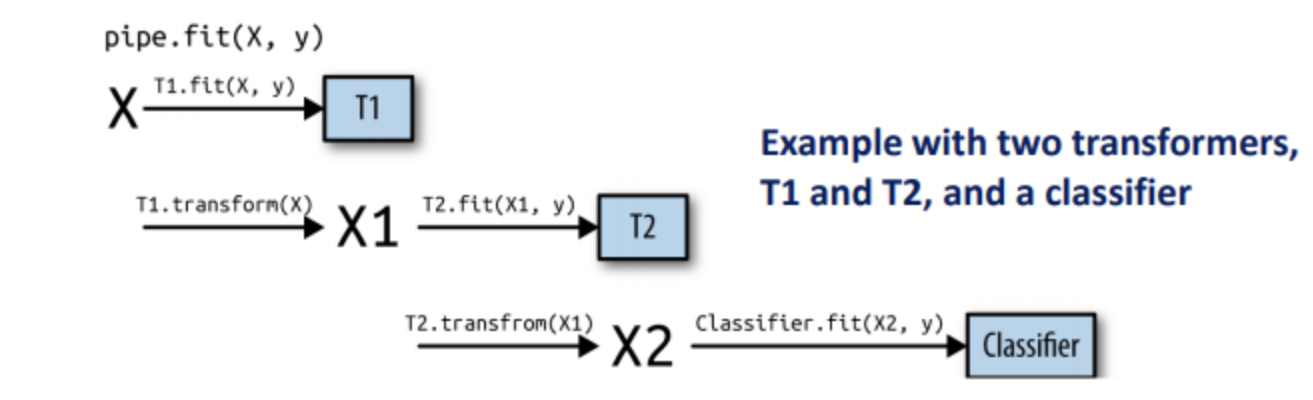 pipe.fit(X, y)
X T1.fit(X, y) T1
Example with two transformers,
T1 and T2, and a classifier
T1.transform(X) X1 T2.fit(X1, y) T2
T2.transfrom(X1) X2 Classifier.fit(X2, y) Classifier